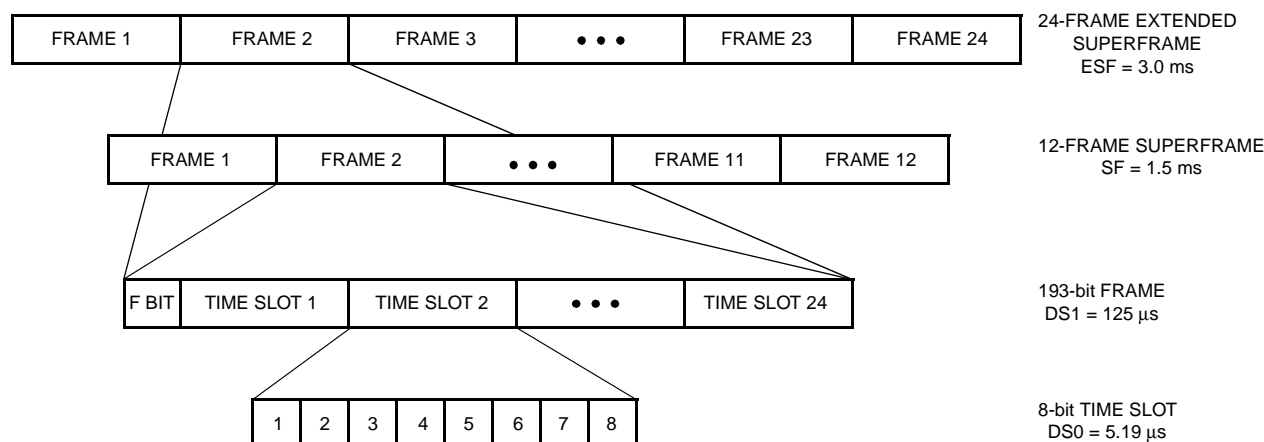 FRAME 1 FRAME 2 FRAME 3 ● ● ● FRAME 23 FRAME 24
24-FRAME EXTENDED
SUPERFRAME
ESF = 3.0 ms
FRAME 1 FRAME 2 ● ● ● FRAME 11 FRAME 12
12-FRAME SUPERFRAME
SF = 1.5 ms
F BIT TIME SLOT 1 TIME SLOT 2 ● ● ● TIME SLOT 24
193-bit FRAME
DS1 = 125 μs
1 2 3 4 5 6 7 8
8-bit TIME SLOT
DS0 = 5.19 μs